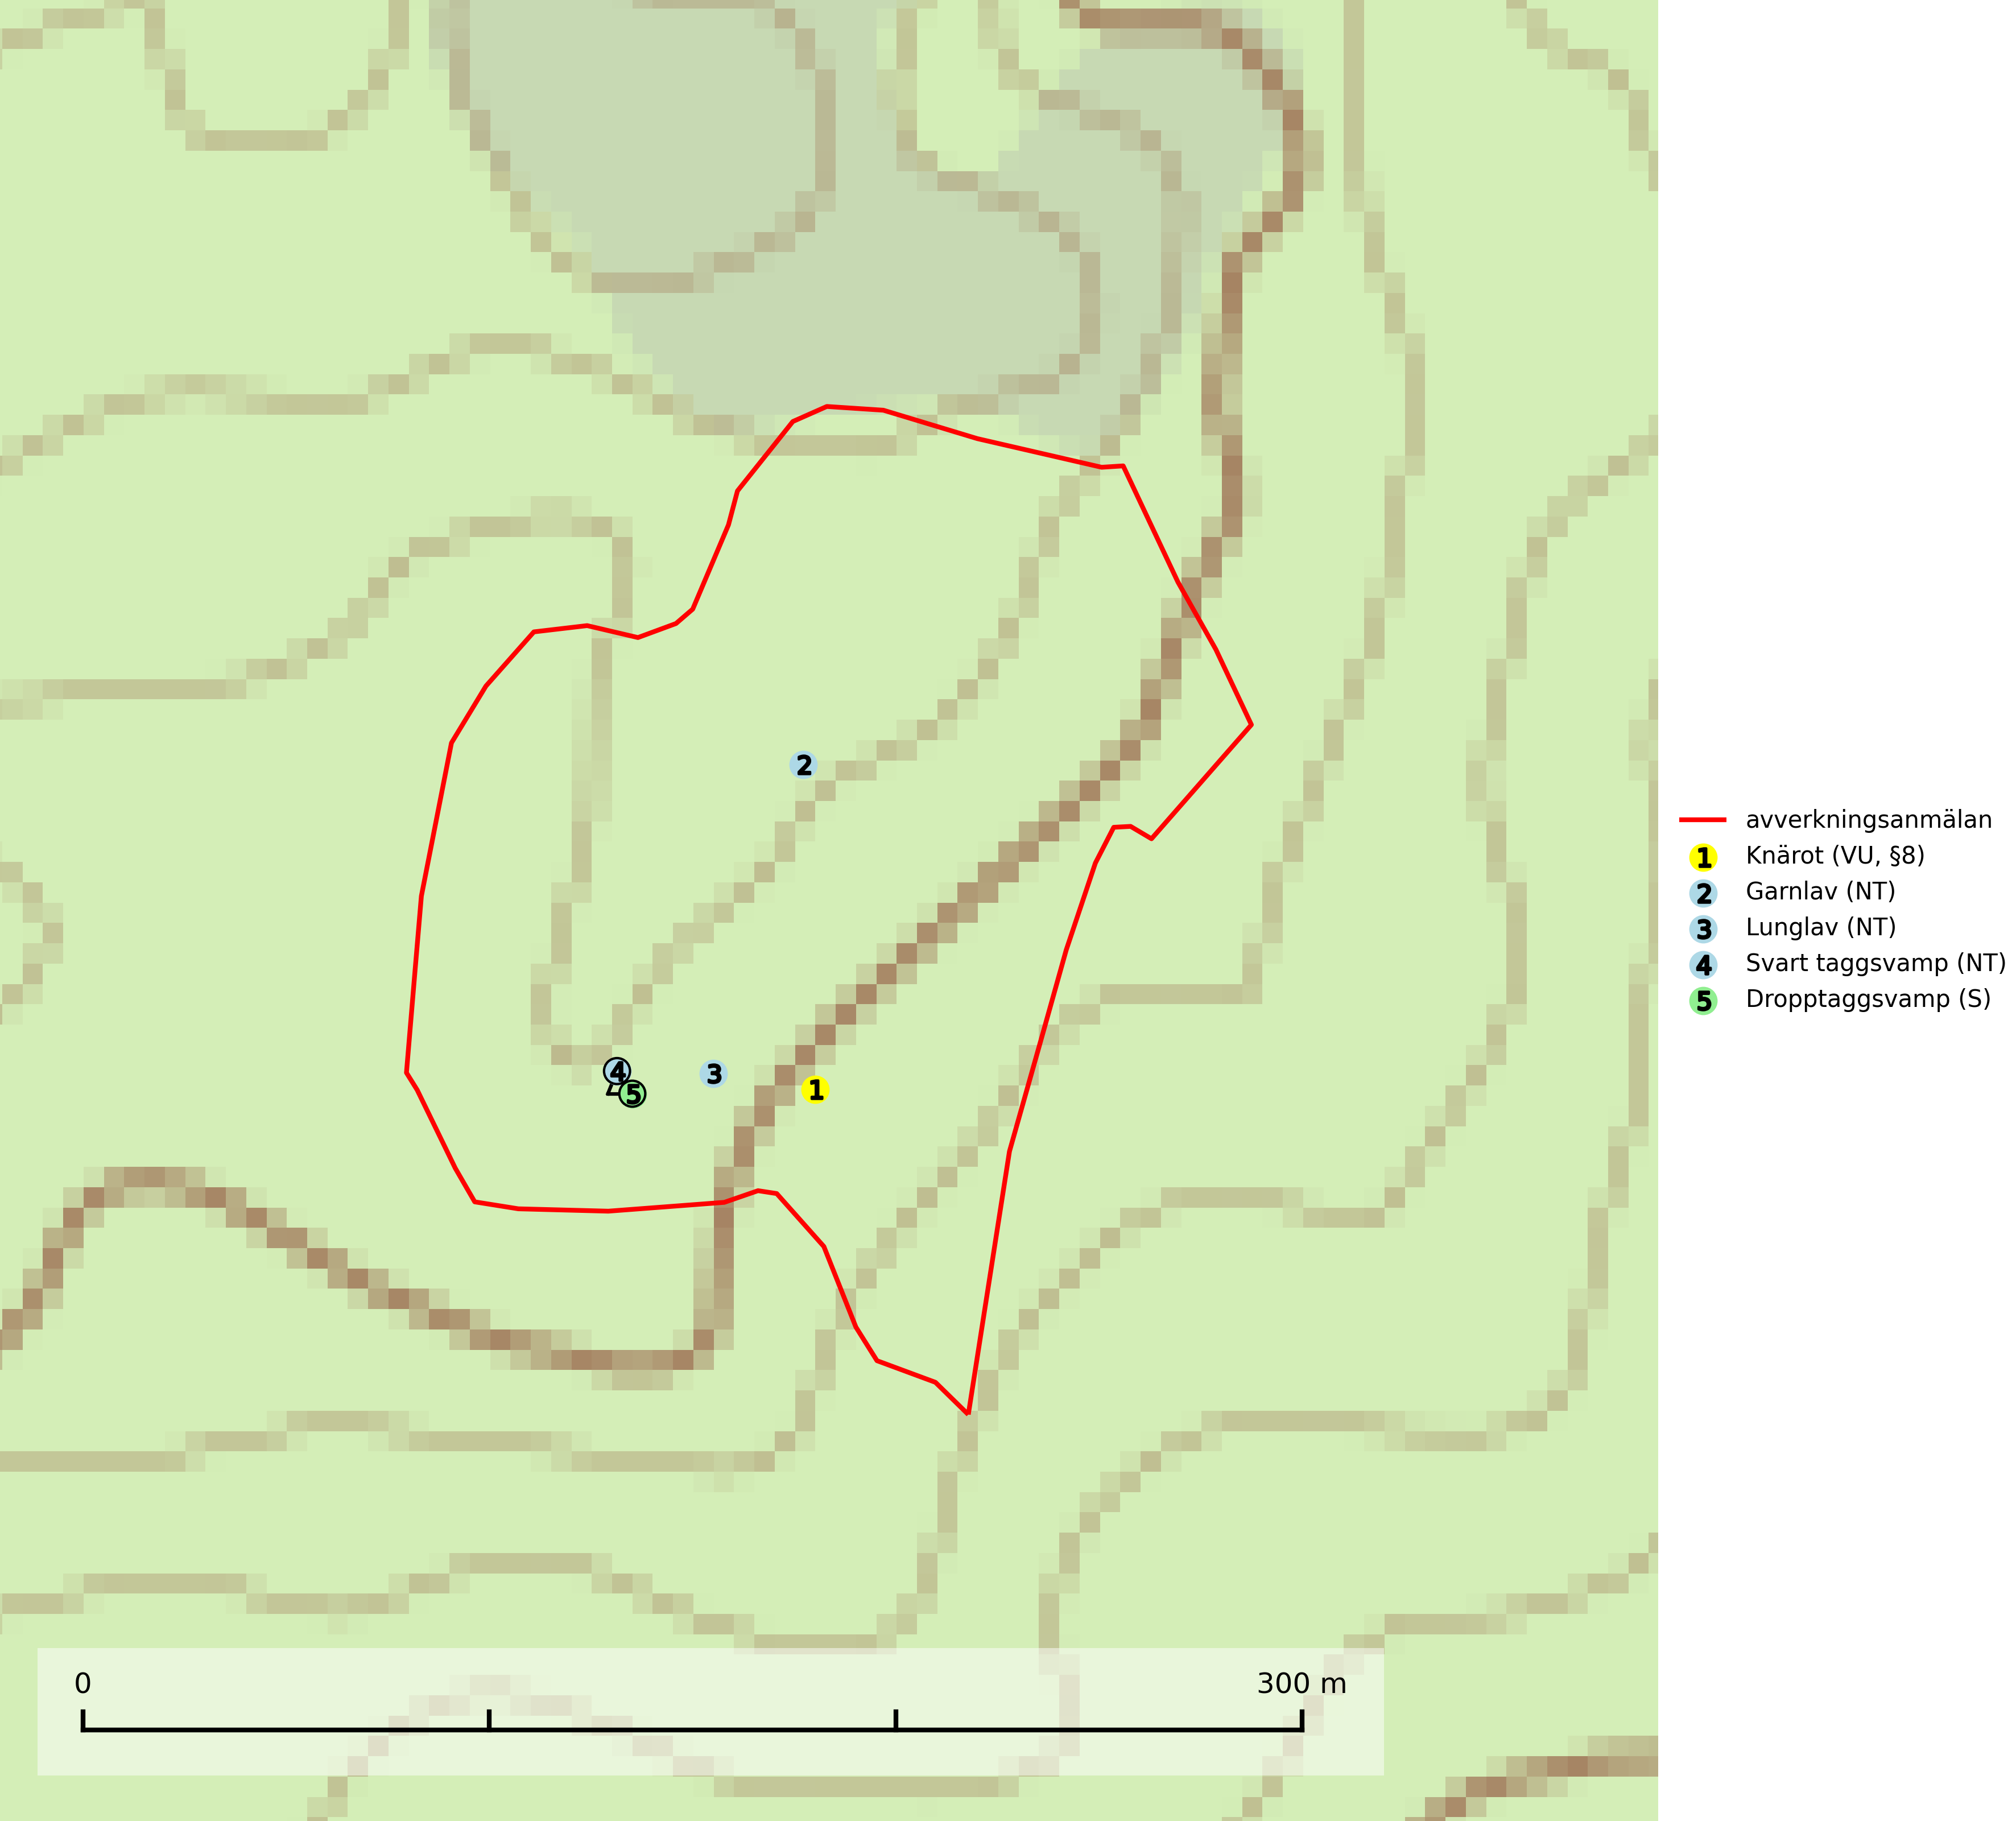 2
4
5
3
1
avverkningsanmälan
1 Knärot (VU, §8)
2 Garnlav (NT)
3 Lunglav (NT)
4 Svart taggsvamp (NT)
5 Dropptaggsvamp (S)
0 300 m